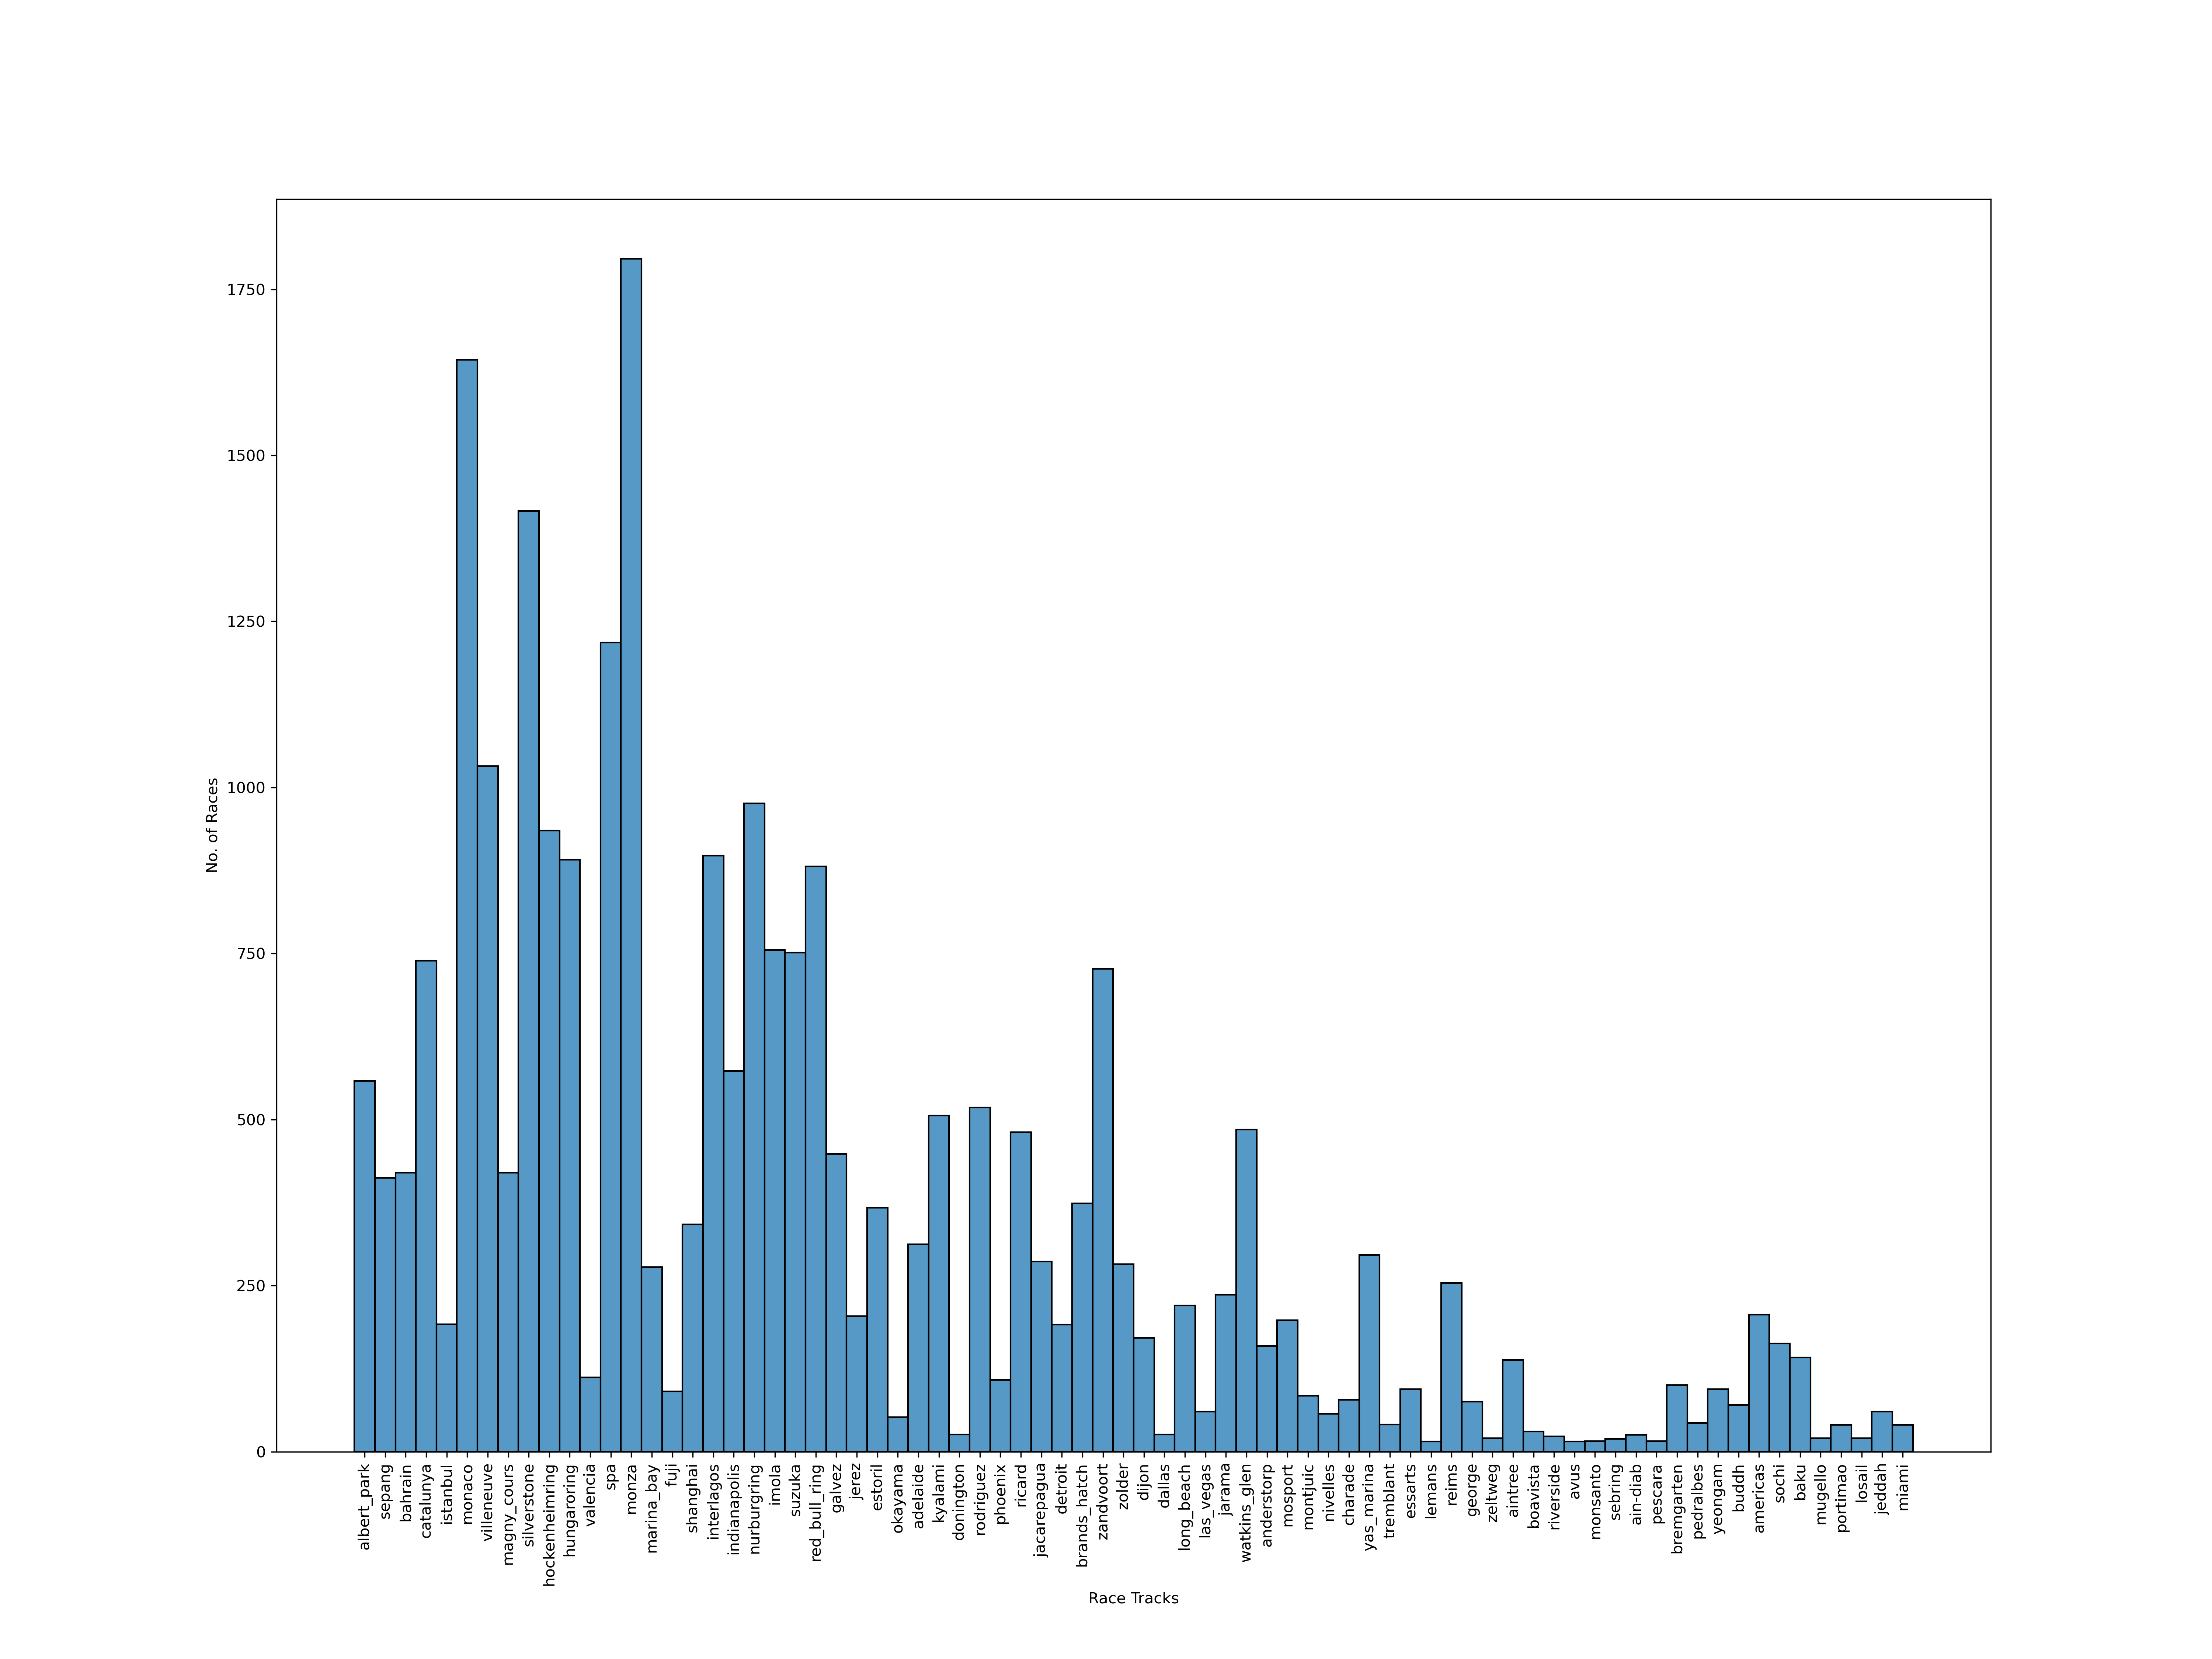 No. of Races
1750
1500
1250
1000
750
500
250
0
albert_park
sepang
bahrain
catalunya
istanbul
monaco
villeneuve
magny_cours
silverstone
hockenheimring
hungaroring
valencia
spa
monza
marina_bay
fuji
shanghai
interlagos
indianapolis
nurburgring
imola
suzuka
red_bull_ring
galvez
jerez
estoril
okayama
adelaide
kyalami
donington
rodriguez
phoenix
ricard
jacarepagua
detroit
brands_hatch
zandvoort
zolder
dijon
dallas
long_beach
las_vegas
jarama
watkins_glen
anderstorp
mosport
montjuic
nivelles
charade
yas_marina
tremblant
essarts
lemans
reims
george
zeltweg
aintree
boavista
riverside
avus
monsanto
sebring
ain-diab
pescara
bremgarten
pedralbes
yeongam
buddh
americas
sochi
baku
mugello
portimao
losail
jeddah
miami
Race Tracks